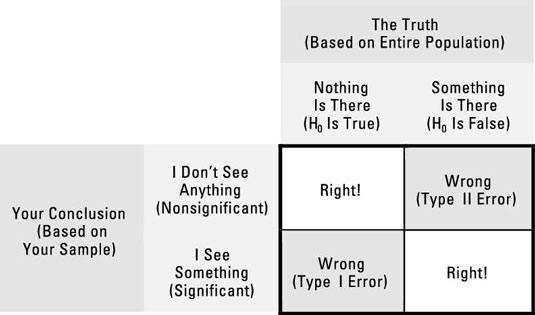 The Truth
(Based on Entire Population)
Nothing
Is There
(H₀ Is True)
Something
Is There
(H₀ Is False)
Your Conclusion
(Based on
Your Sample)
I Don't See
Anything
(Nonsignificant)
Right!
Wrong
(Type II Error)
I See
Something
(Significant)
Wrong
(Type I Error)
Right!